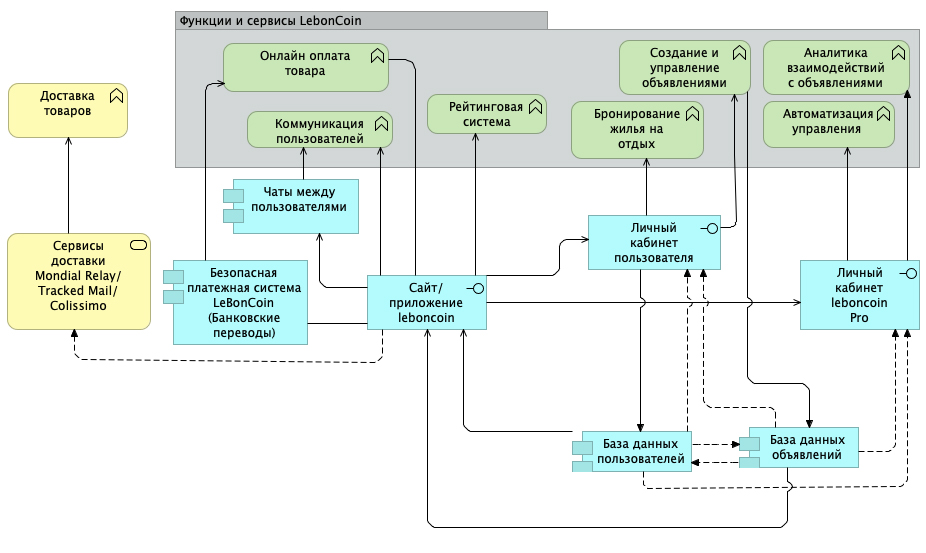 Функции и сервисы LebonCoin
Онлайн оплата
товара
Создание и
управление
объявлениями
Аналитика
взаимодействий
с объявлениями
Доставка
товаров
Коммуникация
пользователей
Рейтинговая
система
Бронирование
жилья на
отдых
Автоматизация
управления
Чаты между
пользователями
Личный
кабинет
пользователя
Сервисы
доставки
Mondial Relay/
Tracked Mail/
Colissimo
Безопасная
платежная система
LeBonCoin
(Банковские
переводы)
Сайт/
приложение
leboncoin
Личный
кабинет
leboncoin
Pro
База данных
пользователей
База данных
объявлений